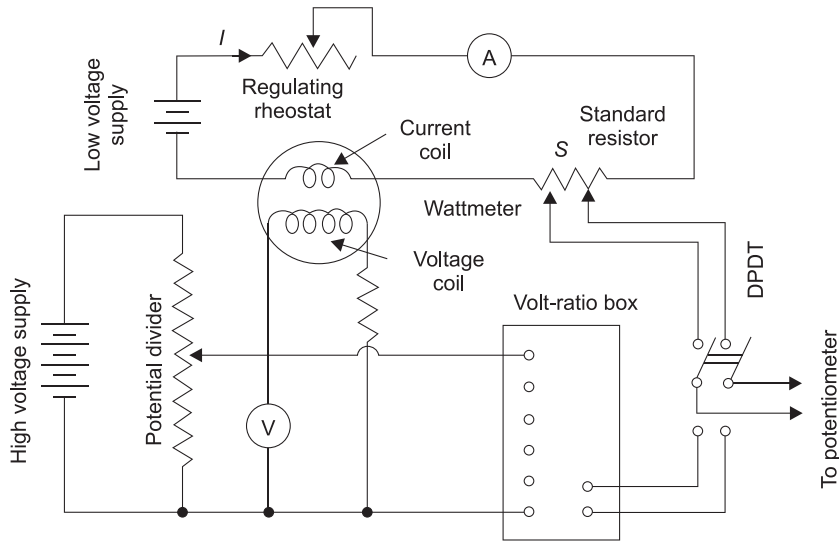 I
A
Regulating
rheostat
Low voltage
supply
Current
coil
Standard
resistor
S
Wattmeter
Voltage
coil
DPDT
Volt-ratio box
High voltage supply
Potential divider
V
To potentiometer